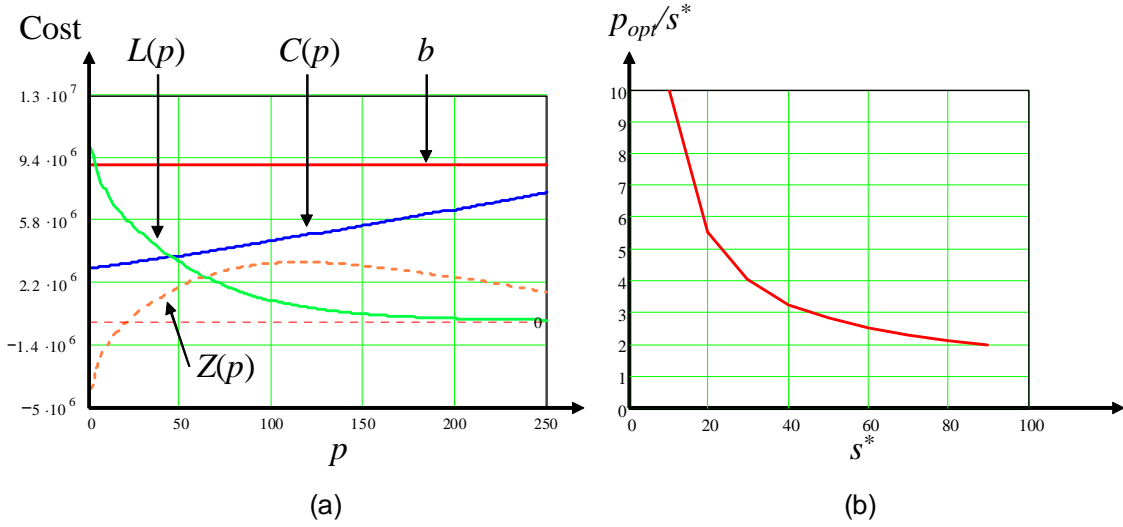 Cost
L(p)
C(p)
b
1.3 ·10 7
9.4 ·10 6
5.8 ·10 6
2.2 ·10 6
0
−1.4 ·10 6
Z(p)
−5 ·10 6
0 50 100 150 200 250
p
(a)
popt/s*
10
9
8
7
6
5
4
3
2
1
0
0 20 40 60 80 100
s*
(b)